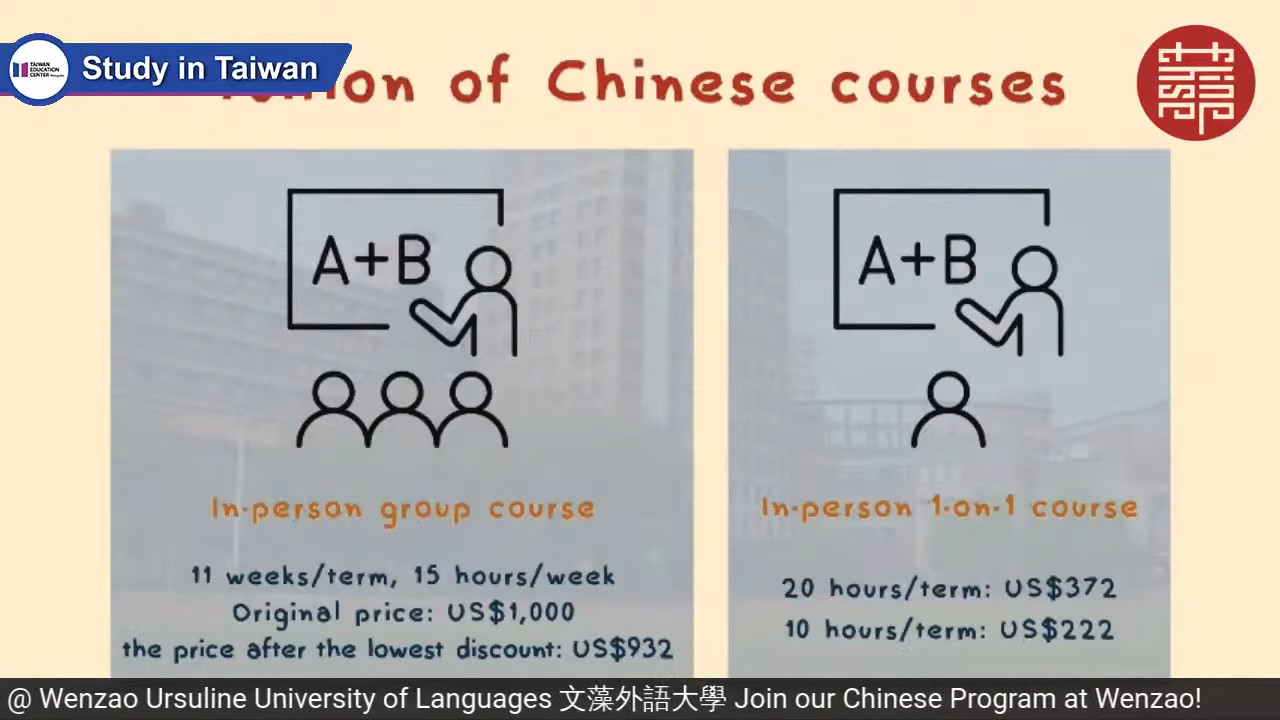 TAIWAN
EDUCATION
CENTER
Study in Taiwan
of Chinese courses
A+B
A+B
In-person group course
In-person 1-on-1 course
11 weeks/term, 15 hours/week
Original price: US$1,000
the price after the lowest discount: US$932
20 hours/term: US$372
10 hours/term: US$222
@ Wenzao Ursuline University of Languages 文藻外語大學 Join our Chinese Program at Wenzao!